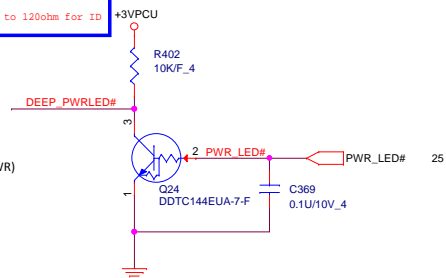 to 120ohm for ID
+3VPCU
R402
10K/F_4
DEEP_PWRLED#
3
2 PWR_LED#
PWR_LED# 25
WR)
1
Q24
DDTC144EUA-7-F
C369
0.1U/10V_4